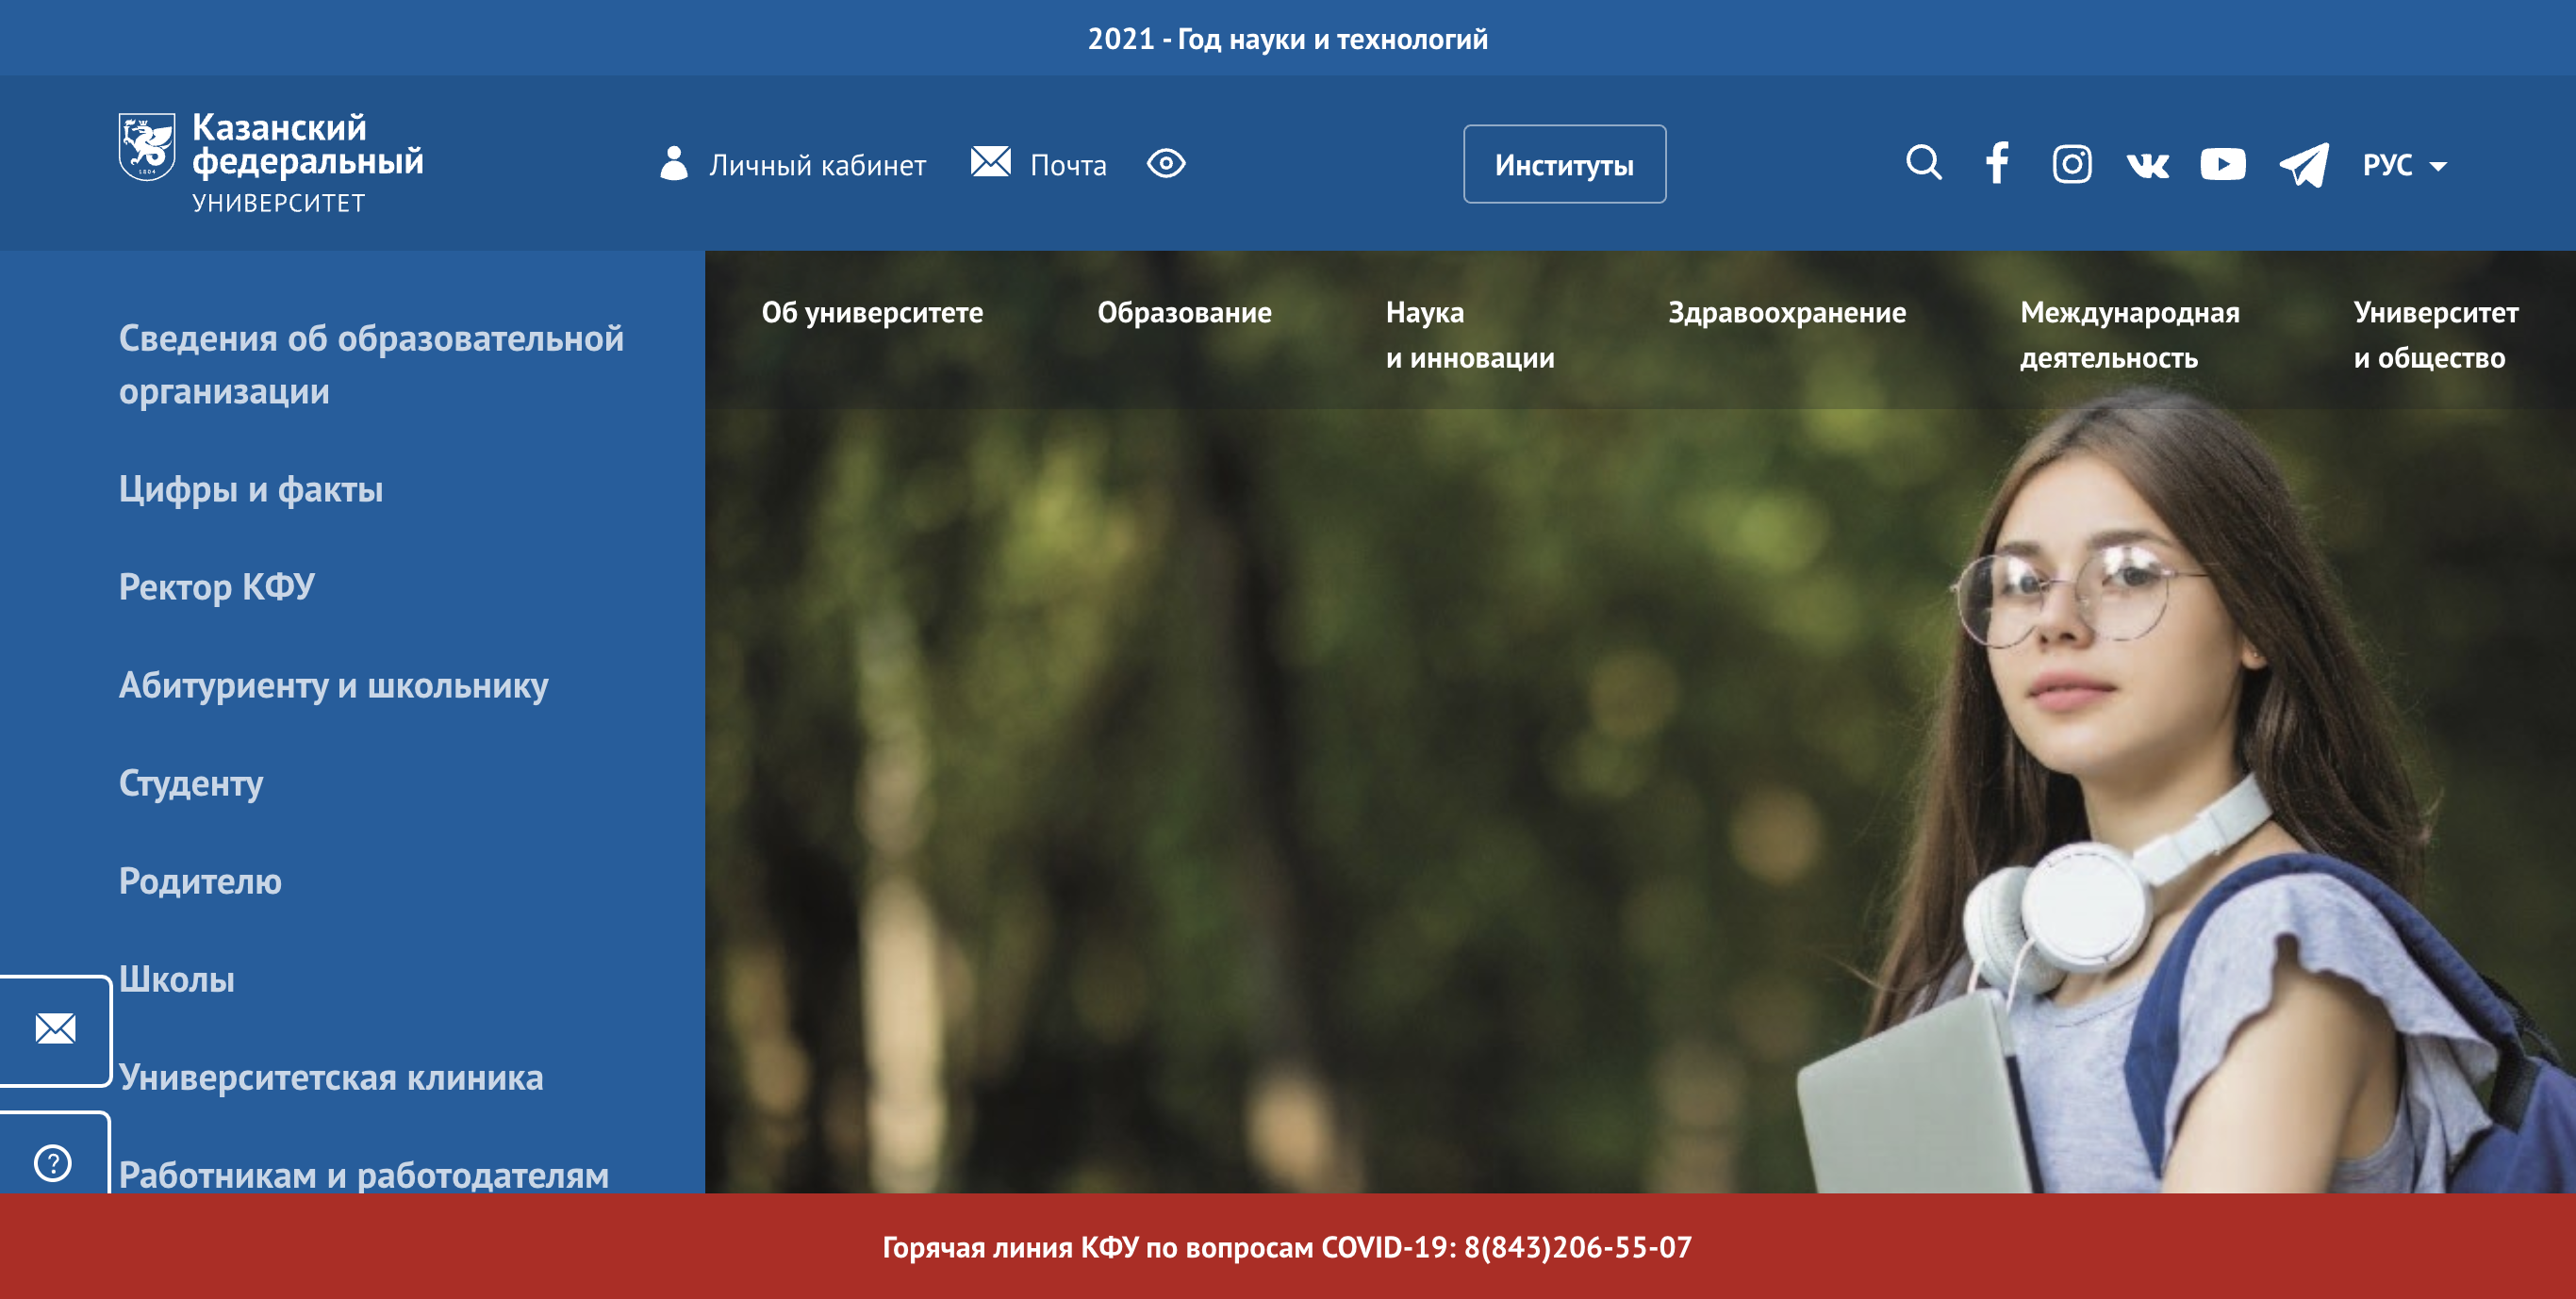 2021 - Год науки и технологий
Казанский
федеральный
УНИВЕРСИТЕТ
1804
Личный кабинет
Почта
Институты
РУС
Об университете
Образование
Наука
и инновации
Здравоохранение
Международная
деятельность
Университет
и общество
Сведения об образовательной
организации
Цифры и факты
Ректор КФУ
Абитуриенту и школьнику
Студенту
Родителю
Школы
Университетская клиника
Работникам и работодателям
Горячая линия КФУ по вопросам COVID-19: 8(843)206-55-07